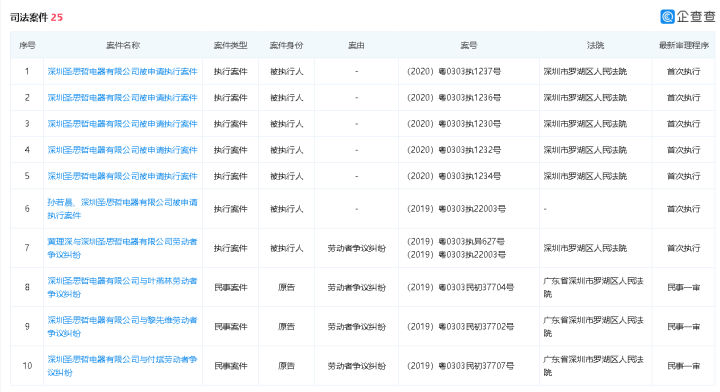 司法案件 25
企查查
序号 案件名称 案件类型 案件身份 案由 案号 法院 最新审理程序
1 深圳圣思哲电器有限公司被申请执行案件 执行案件 被执行人 - （2020）粤0303执1237号 深圳市罗湖区人民法院 首次执行
2 深圳圣思哲电器有限公司被申请执行案件 执行案件 被执行人 - （2020）粤0303执1236号 深圳市罗湖区人民法院 首次执行
3 深圳圣思哲电器有限公司被申请执行案件 执行案件 被执行人 - （2020）粤0303执1230号 深圳市罗湖区人民法院 首次执行
4 深圳圣思哲电器有限公司被申请执行案件 执行案件 被执行人 - （2020）粤0303执1232号 深圳市罗湖区人民法院 首次执行
5 深圳圣思哲电器有限公司被申请执行案件 执行案件 被执行人 - （2020）粤0303执1234号 深圳市罗湖区人民法院 首次执行
孙若晨，深圳圣思哲电器有限公司被申请
6 执行案件 执行案件 被执行人 - （2019）粤0303执22003号 - 首次执行
黄理深与深圳圣思哲电器有限公司劳动者 （2019）粤0303执异627号
7 争议纠纷 执行案件 被执行人 劳动者争议纠纷 （2019）粤0303执22003号 深圳市罗湖区人民法院 首次执行
深圳圣思哲电器有限公司与叶燕林劳动者 广东省深圳市罗湖区人民法
8 争议纠纷 民事案件 原告 劳动者争议纠纷 （2019）粤0303民初37704号 院 民事一审
深圳圣思哲电器有限公司与黎先维劳动者 广东省深圳市罗湖区人民法
9 争议纠纷 民事案件 原告 劳动者争议纠纷 （2019）粤0303民初37702号 院 民事一审
深圳圣思哲电器有限公司与付斌劳动者争 广东省深圳市罗湖区人民法
10 议纠纷 民事案件 原告 劳动者争议纠纷 （2019）粤0303民初37707号 院 民事一审